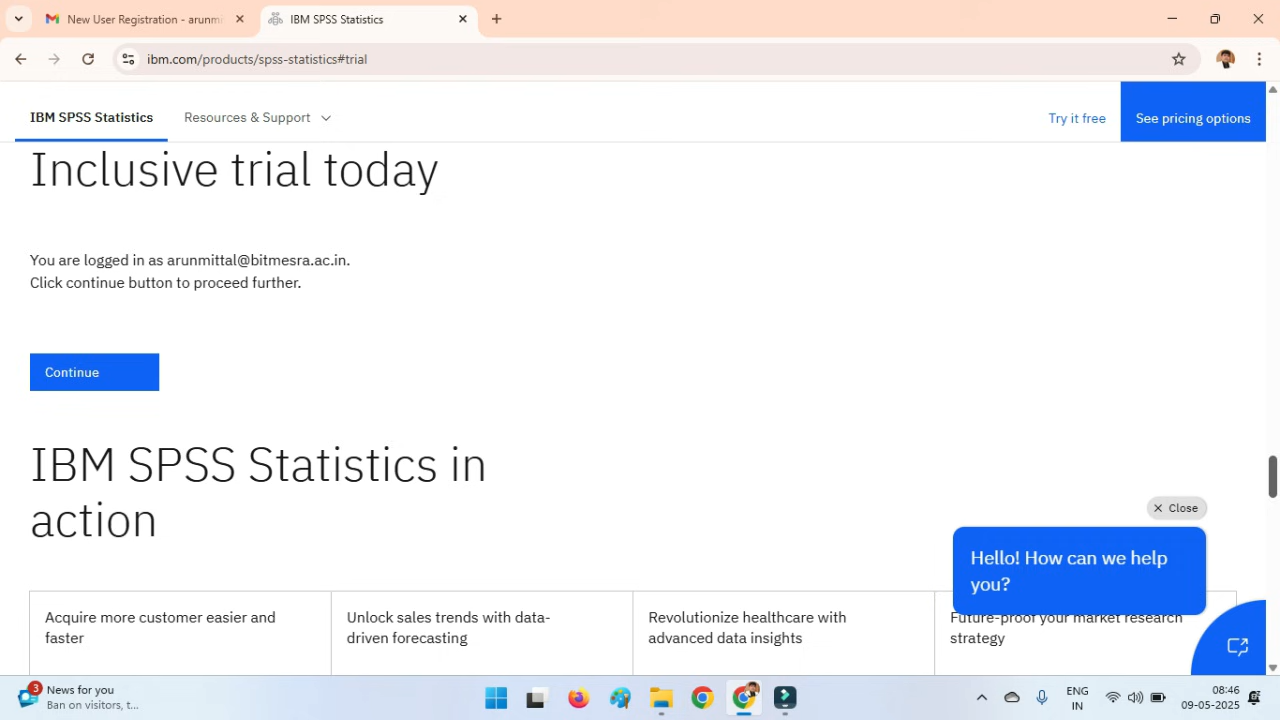 New User Registration - arunm
IBM SPSS Statistics
ibm.com/products/spss-statistics#trial
IBM SPSS Statistics
Resources & Support
Try it free
See pricing options
Inclusive trial today
You are logged in as arunmittal@bitmesra.ac.in.
Click continue button to proceed further.
Continue
IBM SPSS Statistics in
action
Close
Hello! How can we help
you?
Acquire more customer easier and
faster
Unlock sales trends with data-
driven forecasting
Revolutionize healthcare with
advanced data insights
Future-proof your market research
strategy
3
News for you
Ban on visitors, t...
ENG
IN
08:46
09-05-2025